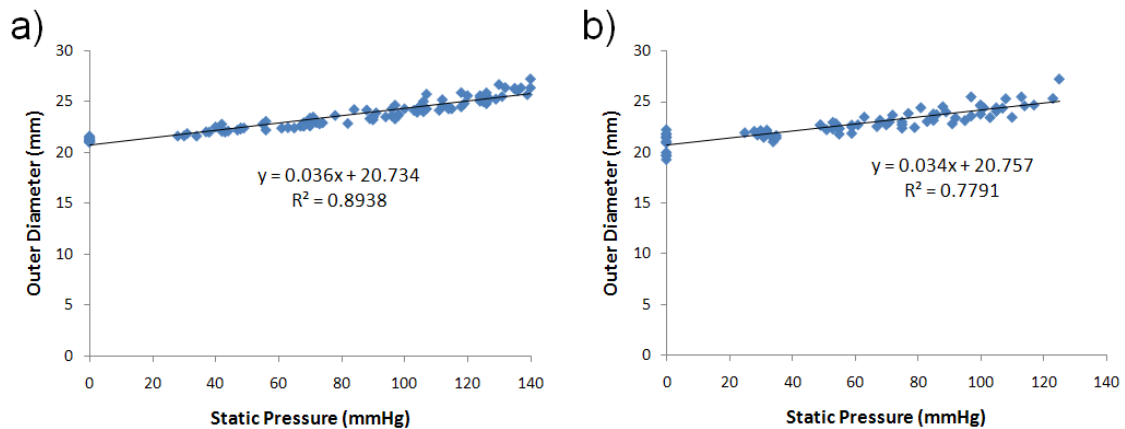 a)
30
25
20
15
10
5
0
Outer Diameter (mm)
y = 0.036x + 20.734
R² = 0.8938
0 20 40 60 80 100 120 140
Static Pressure (mmHg)
b)
30
25
20
15
10
5
0
Outer Diameter (mm)
y = 0.034x + 20.757
R² = 0.7791
0 20 40 60 80 100 120 140
Static Pressure (mmHg)